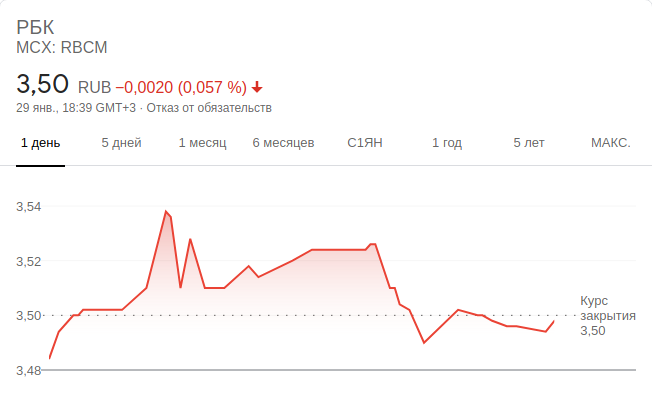 РБК
MCX: RBCM
3,50 RUB −0,0020 (0,057 %)
29 янв., 18:39 GMT+3 · Отказ от обязательств
1 день 5 дней 1 месяц 6 месяцев С1ЯН 1 год 5 лет МАКС.
3,54
3,52
3,50
3,48
Курс
закрытия
3,50